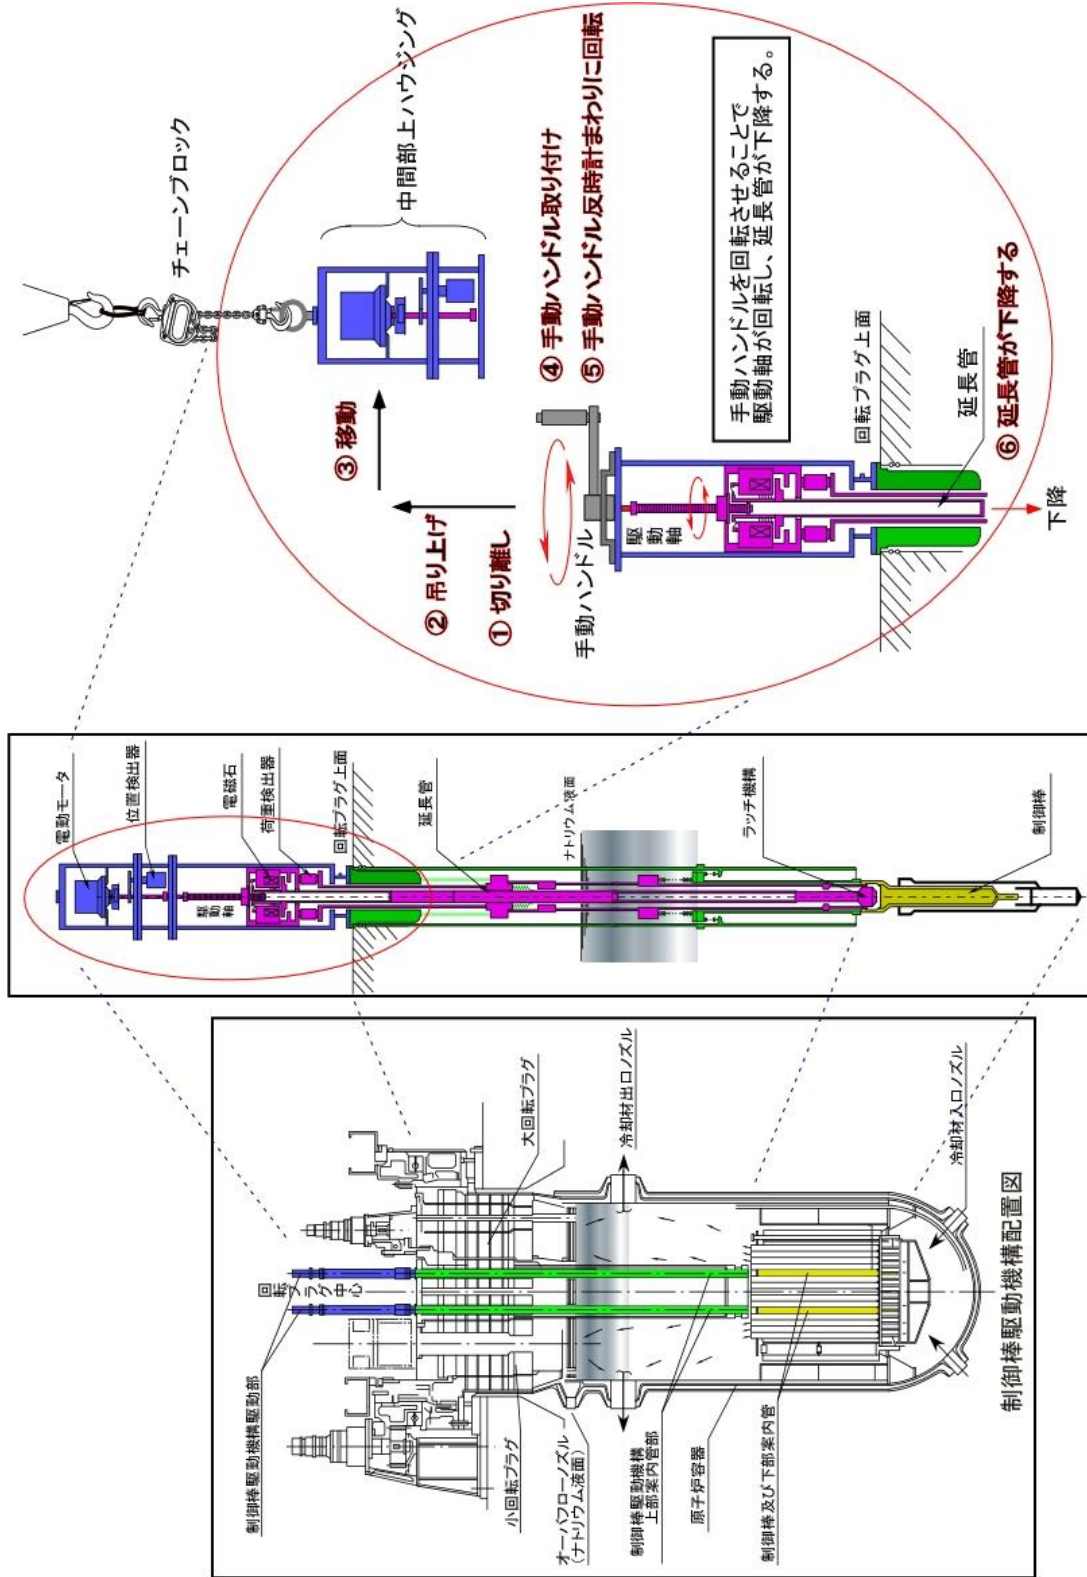 制御棒駆動機構駆動部
回転プラグ中心
小回転プラグ
大回転プラグ
オーバフローノズル
(ナトリウム液面)
冷却材出口ノズル
制御棒駆動機構
上部案内管部
原子炉容器
制御棒及び下部案内管
冷却材入口ノズル
制御棒駆動機構配置図
電動モータ
位置検出器
駆動軸
電磁石
荷重検出器
回転プラグ上面
延長管
ナトリウム液面
ラッチ機構
制御棒
チェーンブロック
中間部上ハウジング
③ 移動
② 吊り上げ
① 切り離し
④ 手動ハンドル取り付け
⑤ 手動ハンドル反時計まわりに回転
手動ハンドル
駆動軸
手動ハンドルを回転させることで
駆動軸が回転し、延長管が下降する。
回転プラグ上面
延長管
⑥ 延長管が下降する
下降